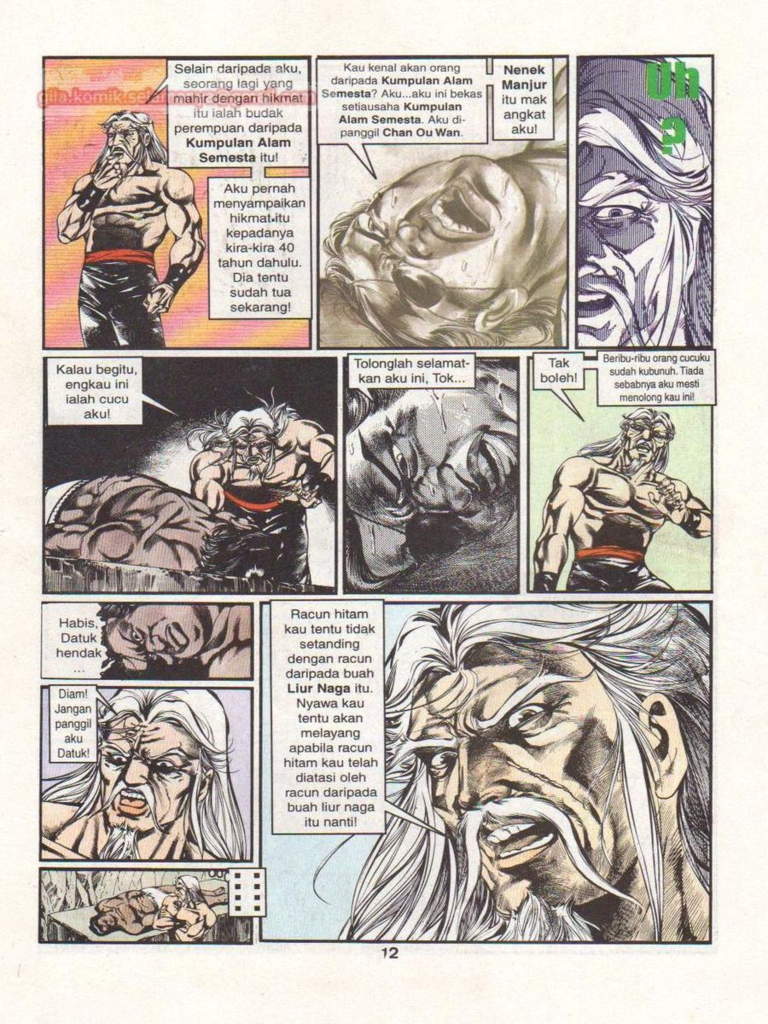 Selain daripada aku,
seorang lagi yang
mahir dengan hikmat
itu ialah budak
perempuan daripada
Kumpulan Alam
Semesta itu!
Aku pernah
menyampaikan
hikmat itu
kepadanya
kira-kira 40
tahun dahulu.
Dia tentu
sudah tua
sekarang!
Kau kenal akan orang
daripada Kumpulan Alam
Semesta? Aku...aku ini bekas
setiausaha Kumpulan
Alam Semesta. Aku di-
panggil Chan Ou Wan.
Nenek
Manjur
itu mak
angkat
aku!
Uh
?
Kalau begitu,
engkau ini
ialah cucu
aku!
Tolonglah selamat-
kan aku ini, Tok...
Tak
boleh!
Beribu-ribu orang cucuku
sudah kubunuh. Tiada
sebabnya aku mesti
menolong kau ini!
Habis,
Datuk
hendak
...
Diam!
Jangan
panggil
aku
Datuk!
Racun hitam
kau tentu tidak
setanding
dengan racun
daripada buah
Liur Naga itu.
Nyawa kau
tentu akan
melayang
apabila racun
hitam kau telah
diatasi oleh
racun daripada
buah liur naga
itu nanti!
12